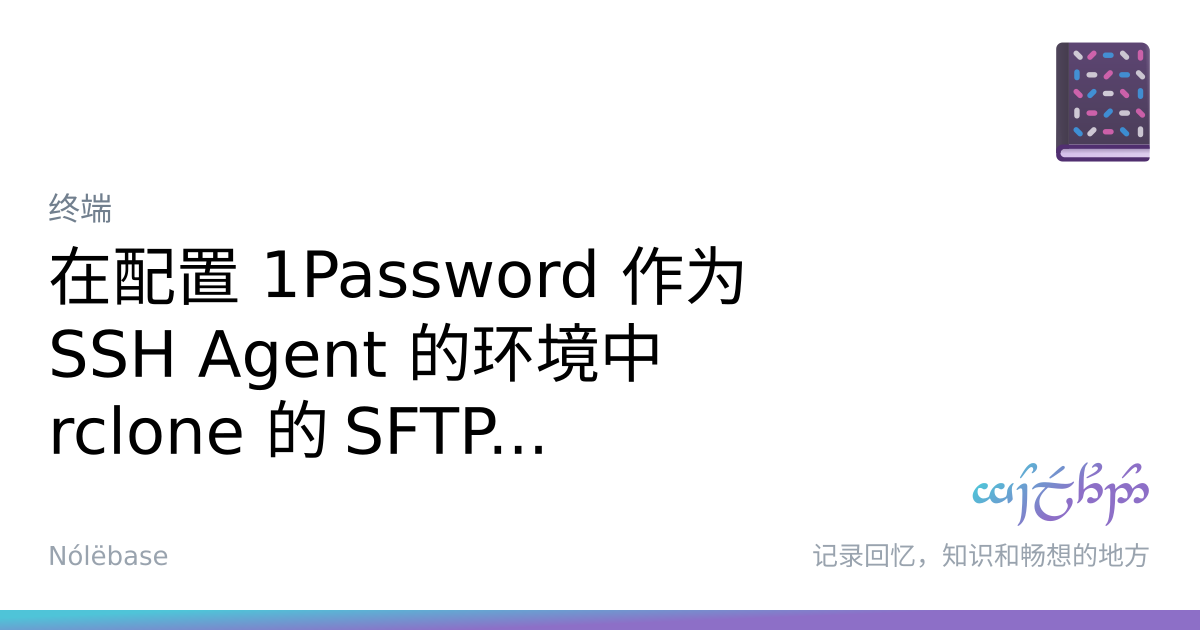 终端
在配置 1Password 作为
SSH Agent 的环境中
rclone 的 SFTP...
Nólëbase
记录回忆，知识和畅想的地方